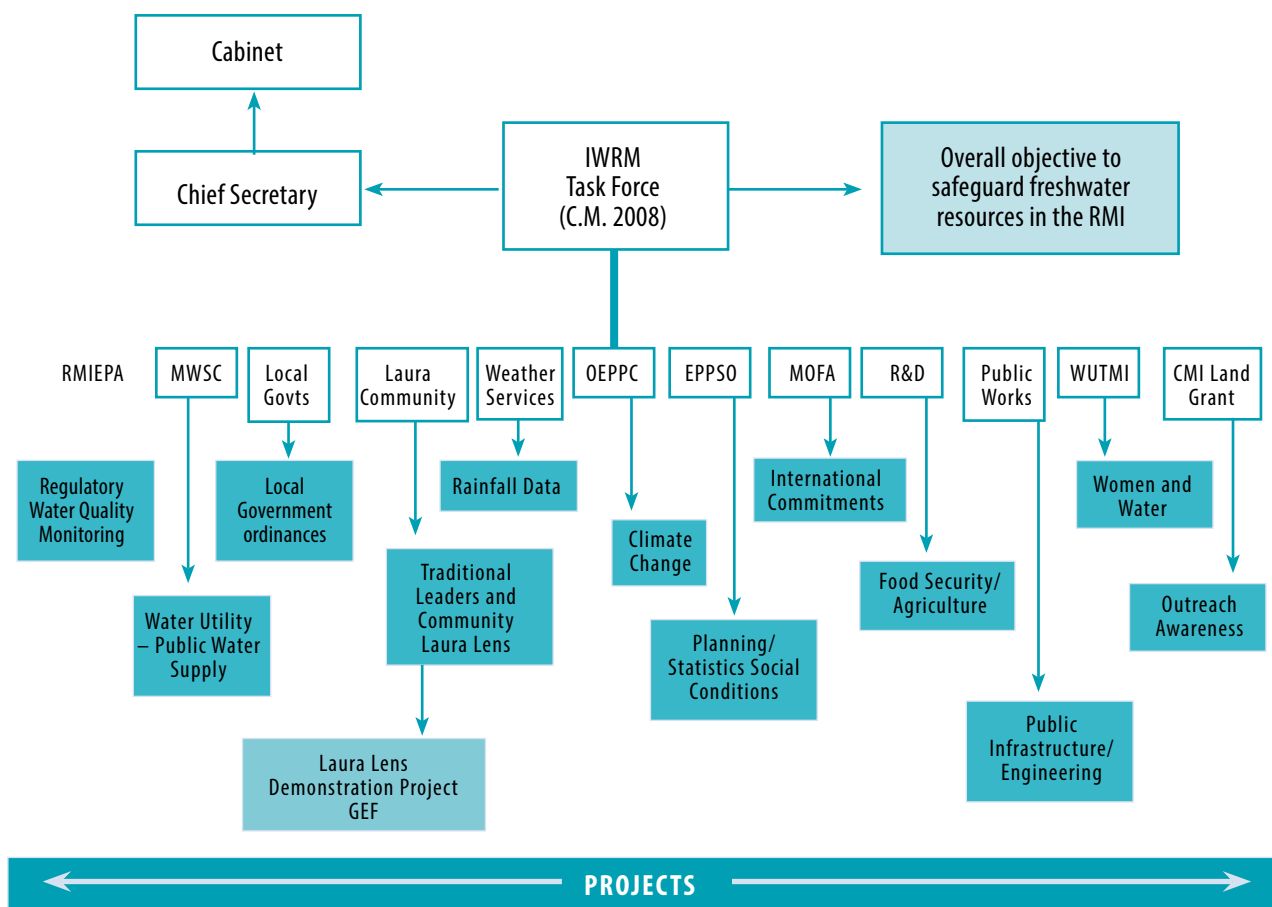 Cabinet
Chief Secretary
IWRM
Task Force
(C.M. 2008)
Overall objective to
safeguard freshwater
resources in the RMI
RMIEPA
MWSC
Local
Govts
Laura
Community
Weather
Services
OEPPC
EPPSO
MOFA
R&D
Public
Works
WUTMI
CMI Land
Grant
Regulatory
Water Quality
Monitoring
Water Utility
– Public Water
Supply
Local
Government
ordinances
Traditional
Leaders and
Community
Laura Lens
Laura Lens
Demonstration Project
GEF
Rainfall Data
Climate
Change
Planning/
Statistics Social
Conditions
International
Commitments
Food Security/
Agriculture
Public
Infrastructure/
Engineering
Women and
Water
Outreach
Awareness
PROJECTS